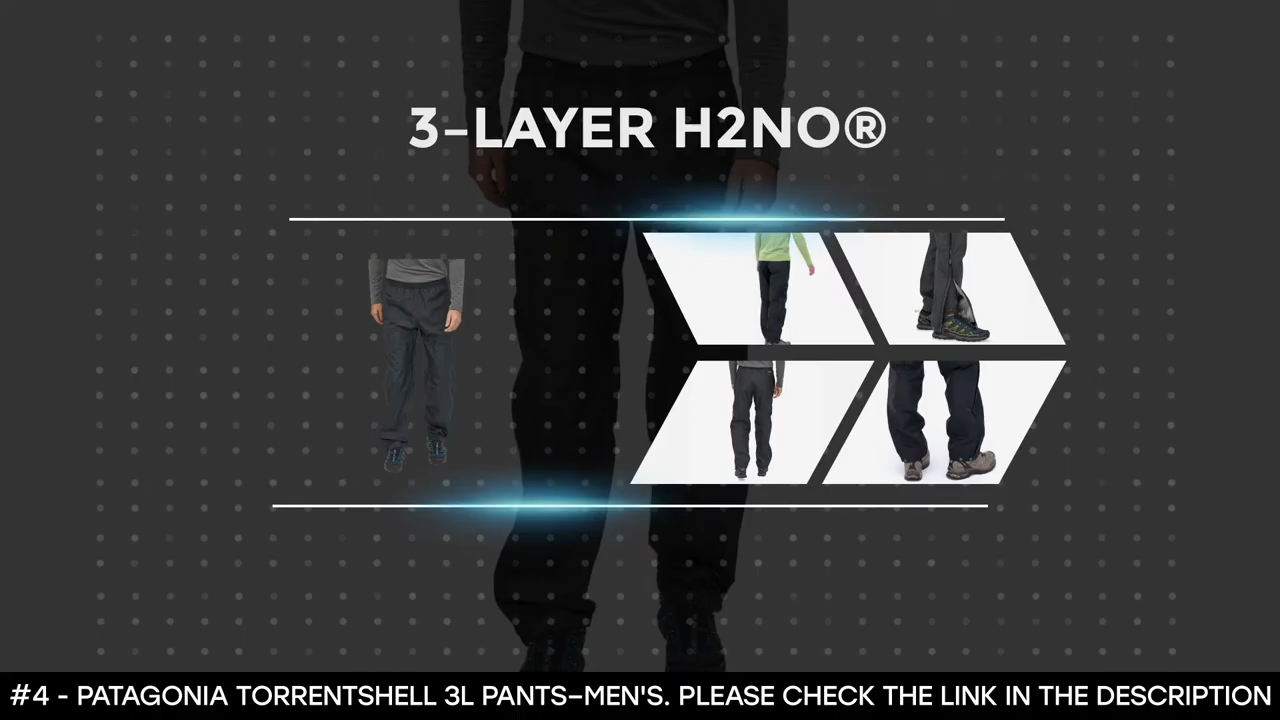 3-LAYER H2NO®
#4 - PATAGONIA TORRENTSHELL 3L PANTS-MEN'S. PLEASE CHECK THE LINK IN THE DESCRIPTION